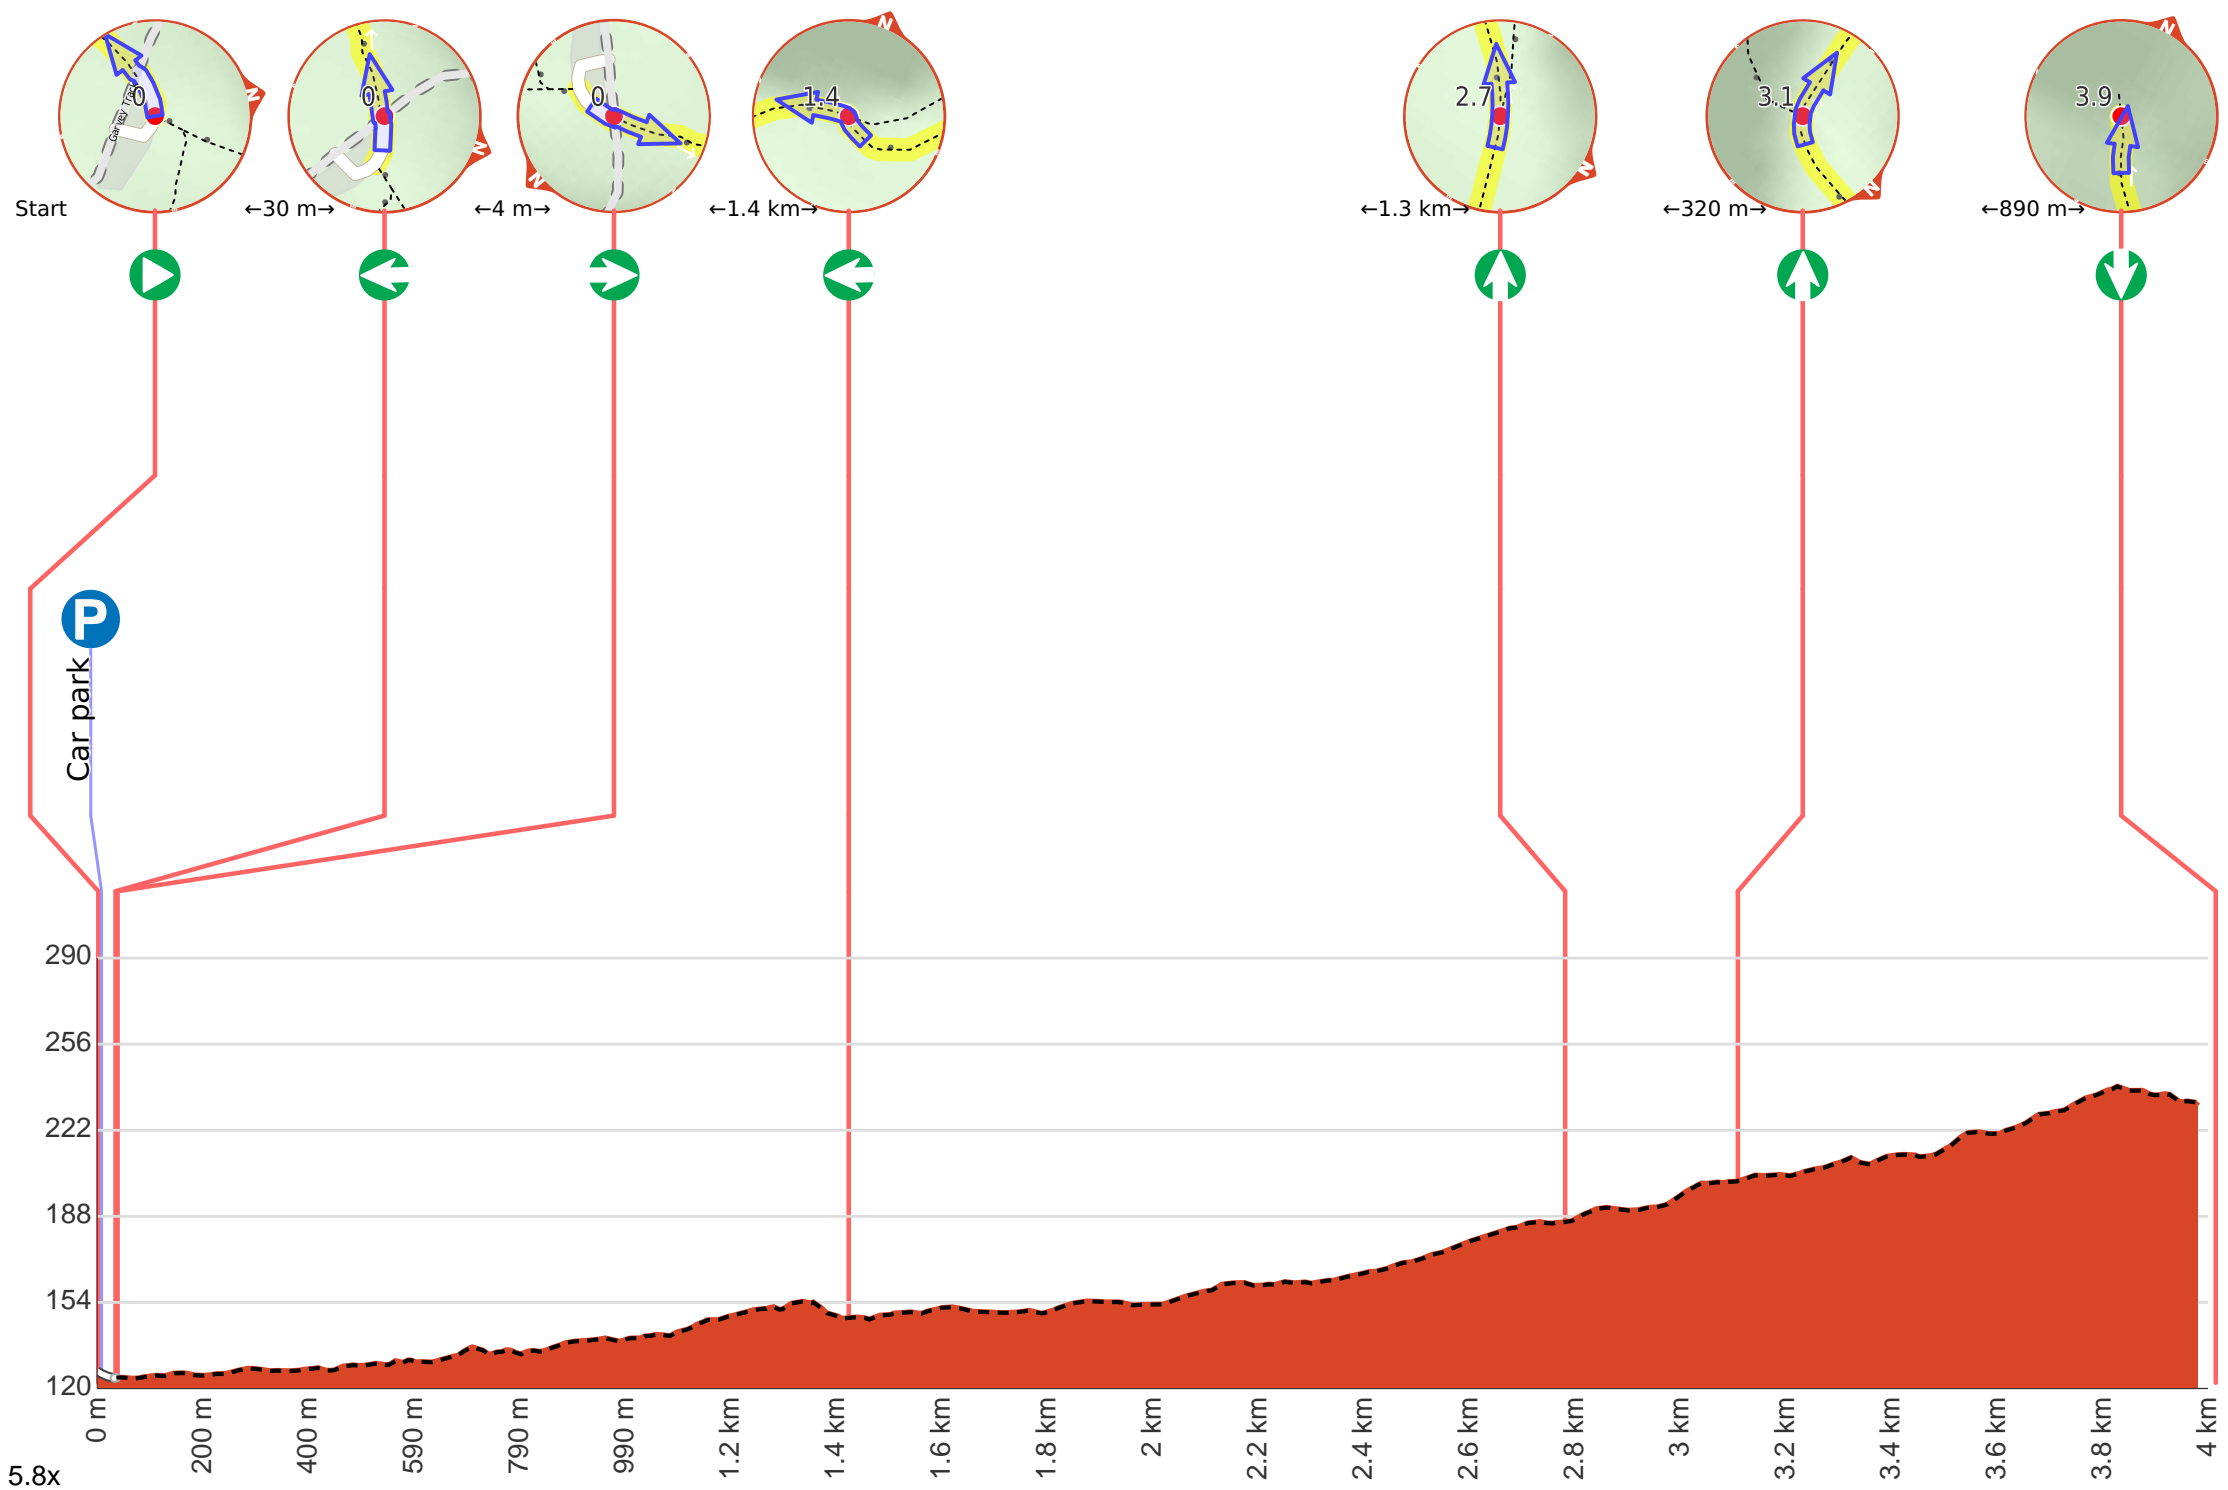 N
N
N
N
N
N
N
Garvey Track
0
0
0
1.4
2.7
3.1
3.9
Start
←30 m→
←4 m→
←1.4 km→
←1.3 km→
←320 m→
←890 m→
P
Car park
290
256
222
188
154
120
0 m
200 m
400 m
590 m
790 m
990 m
1.2 km
1.4 km
1.6 km
1.8 km
2 km
2.2 km
2.4 km
2.6 km
2.8 km
3 km
3.2 km
3.4 km
3.6 km
3.8 km
4 km
5.8x